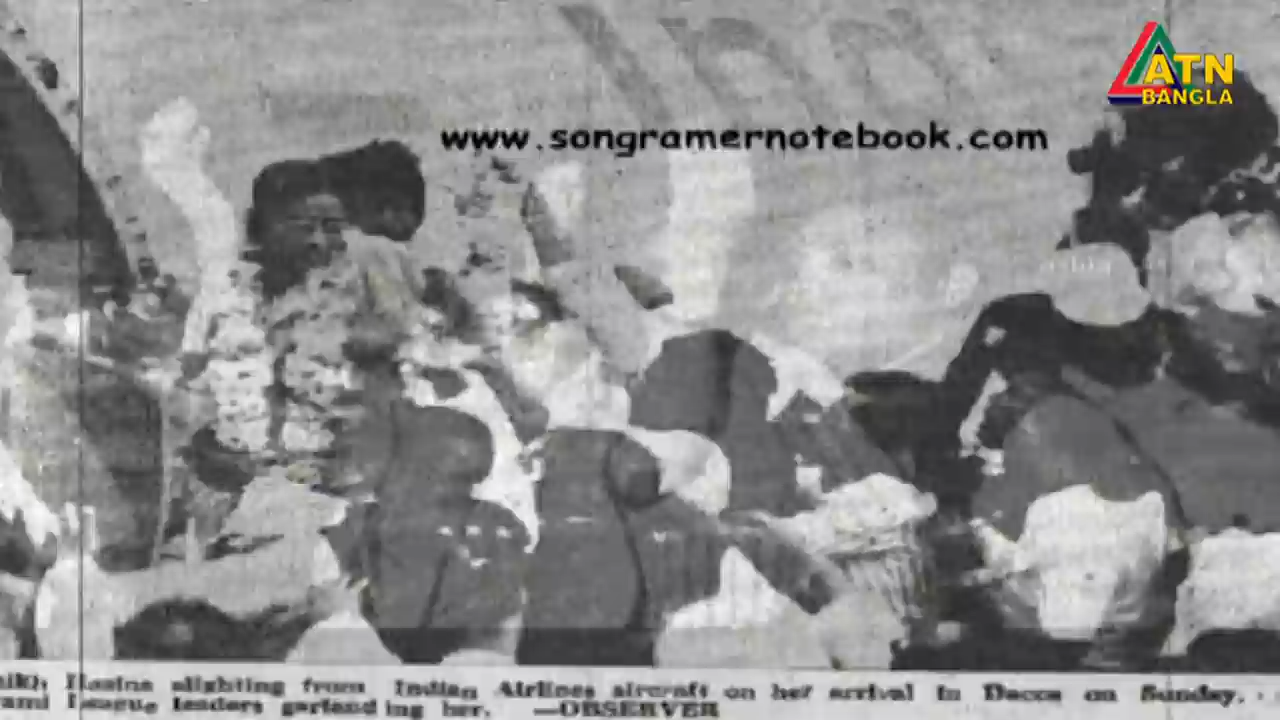 ATN
BANGLA
www.songramernotebook.com
Hasina alighting from Indian Airlines aircraft on her arrival in Dacca on Sunday.
League leaders garlanding her. —OBSERVER